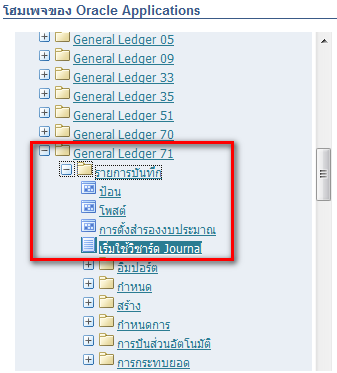 โฮมเพจของ Oracle Applications
General Ledger 05
General Ledger 09
General Ledger 33
General Ledger 35
General Ledger 51
General Ledger 70
General Ledger 71
รายการบันทึก
ป้อน
โพสต์
การตั้งสำรองงบประมาณ
เริ่มใช้วิซาร์ด Journal
อิมปอร์ต
กำหนด
สร้าง
กำหนดการ
การปันส่วนอัตโนมัติ
การกระทบยอด